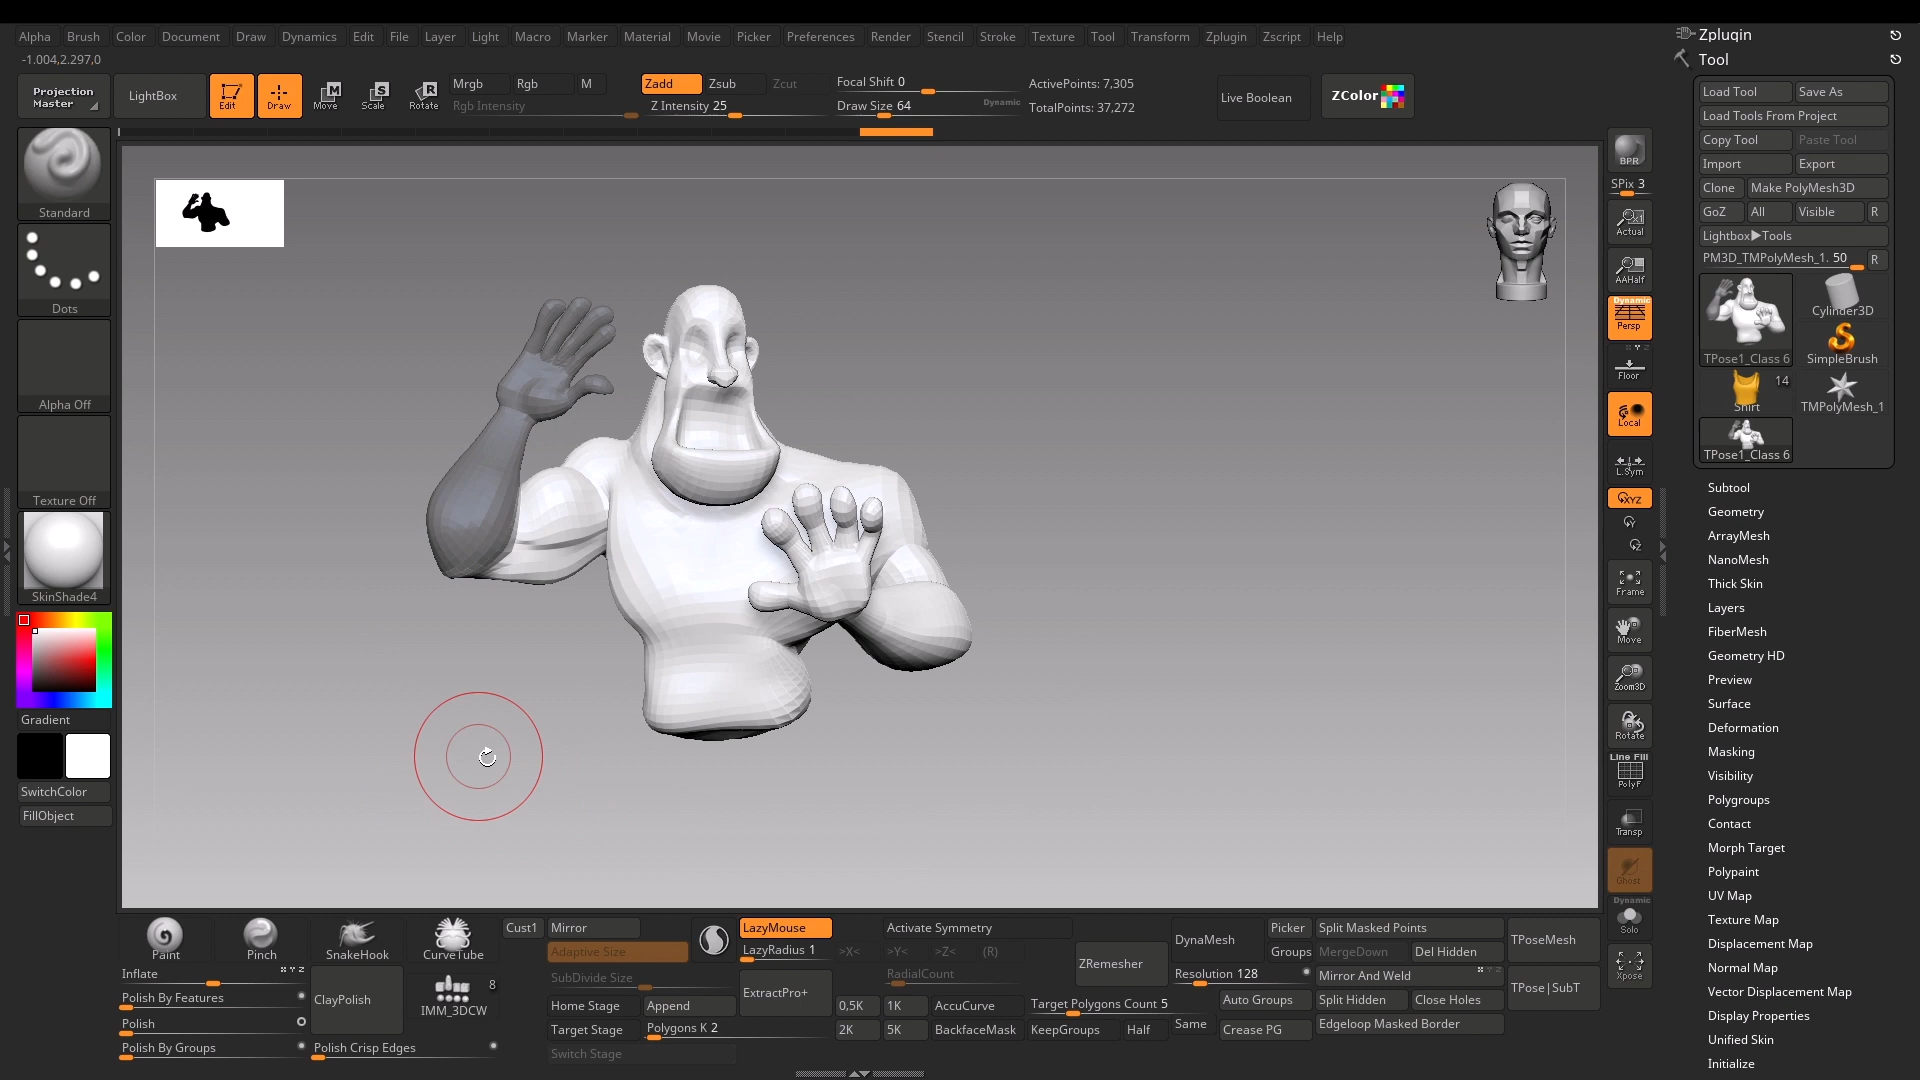 Alpha Brush Color Document Draw Dynamics Edit File Layer Light Macro Marker Material Movie Picker Preferences Render Stencil Stroke Texture Tool Transform Zplugin Zscript Help
-1.004,2.297,0
Projection Master
LightBox
Edit
Draw
Move
Scale
Rotate
Mrgb Rgb M
Rgb Intensity
Zadd Zsub Zcut
Z Intensity 25
Focal Shift 0
Draw Size 64
Dynamic
ActivePoints: 7,305
TotalPoints: 37,272
Live Boolean
ZColor
Standard
Dots
Alpha Off
Texture Off
SkinShade4
Gradient
SwitchColor
FillObject
BPR
SPix 3
Actual
AAHalf
Dynamic
Persp
Floor
Local
L.Sym
XYZ
Frame
Move
Zoom3D
Rotate
Line Fill
PolyF
Transp
Ghost
Dynamic
Solo
Xpose
Zplugin
Tool
Load Tool Save As
Load Tools From Project
Copy Tool Paste Tool
Import Export
Clone Make PolyMesh3D
GoZ All Visible R
Lightbox▶Tools
PM3D_TMPolyMesh_1. 50 R
TPose1_Class 6
Cylinder3D
SimpleBrush
14
Shirt
TMPolyMesh_1
TPose1_Class 6
Subtool
Geometry
ArrayMesh
NanoMesh
Thick Skin
Layers
FiberMesh
Geometry HD
Preview
Surface
Deformation
Masking
Visibility
Polygroups
Contact
Morph Target
Polypaint
UV Map
Texture Map
Displacement Map
Normal Map
Vector Displacement Map
Display Properties
Unified Skin
Initialize
Paint Pinch SnakeHook CurveTube
Inflate
Polish By Features
Polish
Polish By Groups
ClayPolish
8
IMM_3DCW
Polish Crisp Edges
Cust1 Mirror
Adaptive Size
SubDivide Size
Home Stage Append
Target Stage Polygons K 2
Switch Stage
LazyMouse
LazyRadius 1
ExtractPro+
Activate Symmetry
>X< >Y< >Z< (R)
RadialCount
0,5K 1K AccuCurve
2K 5K BackfaceMask
ZRemesher
Target Polygons Count 5
KeepGroups Half Same
DynaMesh
Resolution 128
Auto Groups
Crease PG
Picker
Groups
Split Masked Points
MergeDown Del Hidden
Mirror And Weld
Split Hidden Close Holes
Edgeloop Masked Border
TPoseMesh
TPose|SubT